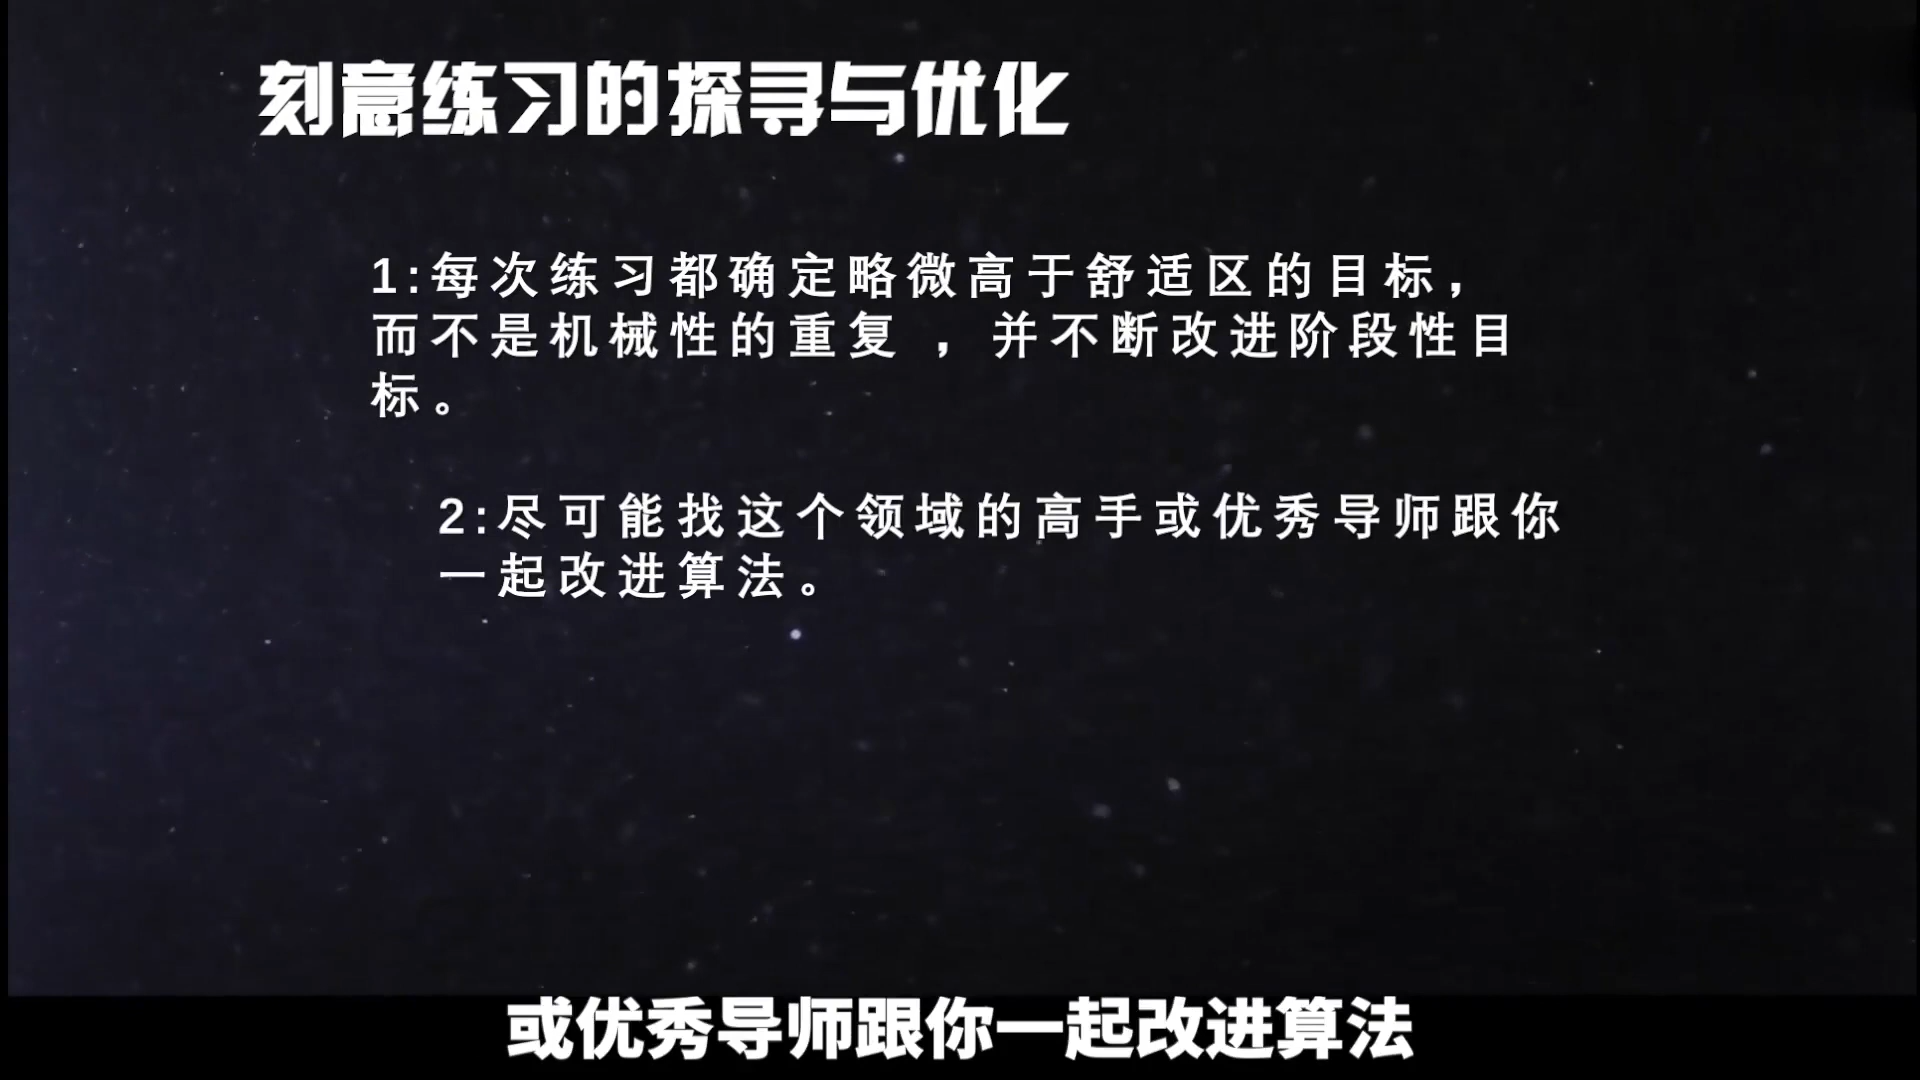 刻意练习的探寻与优化
1:每次练习都确定略微高于舒适区的目标，
而不是机械性的重复 ，并不断改进阶段性目
标。
2:尽可能找这个领域的高手或优秀导师跟你
一起改进算法。
或优秀导师跟你一起改进算法